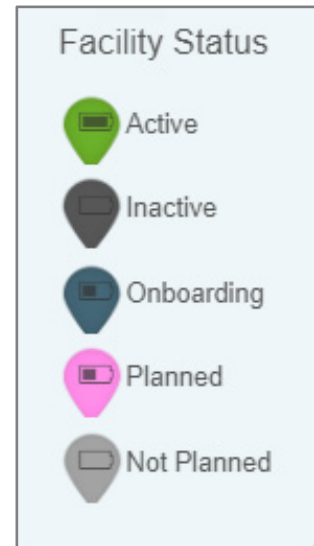 Facility Status
Active
Inactive
Onboarding
Planned
Not Planned